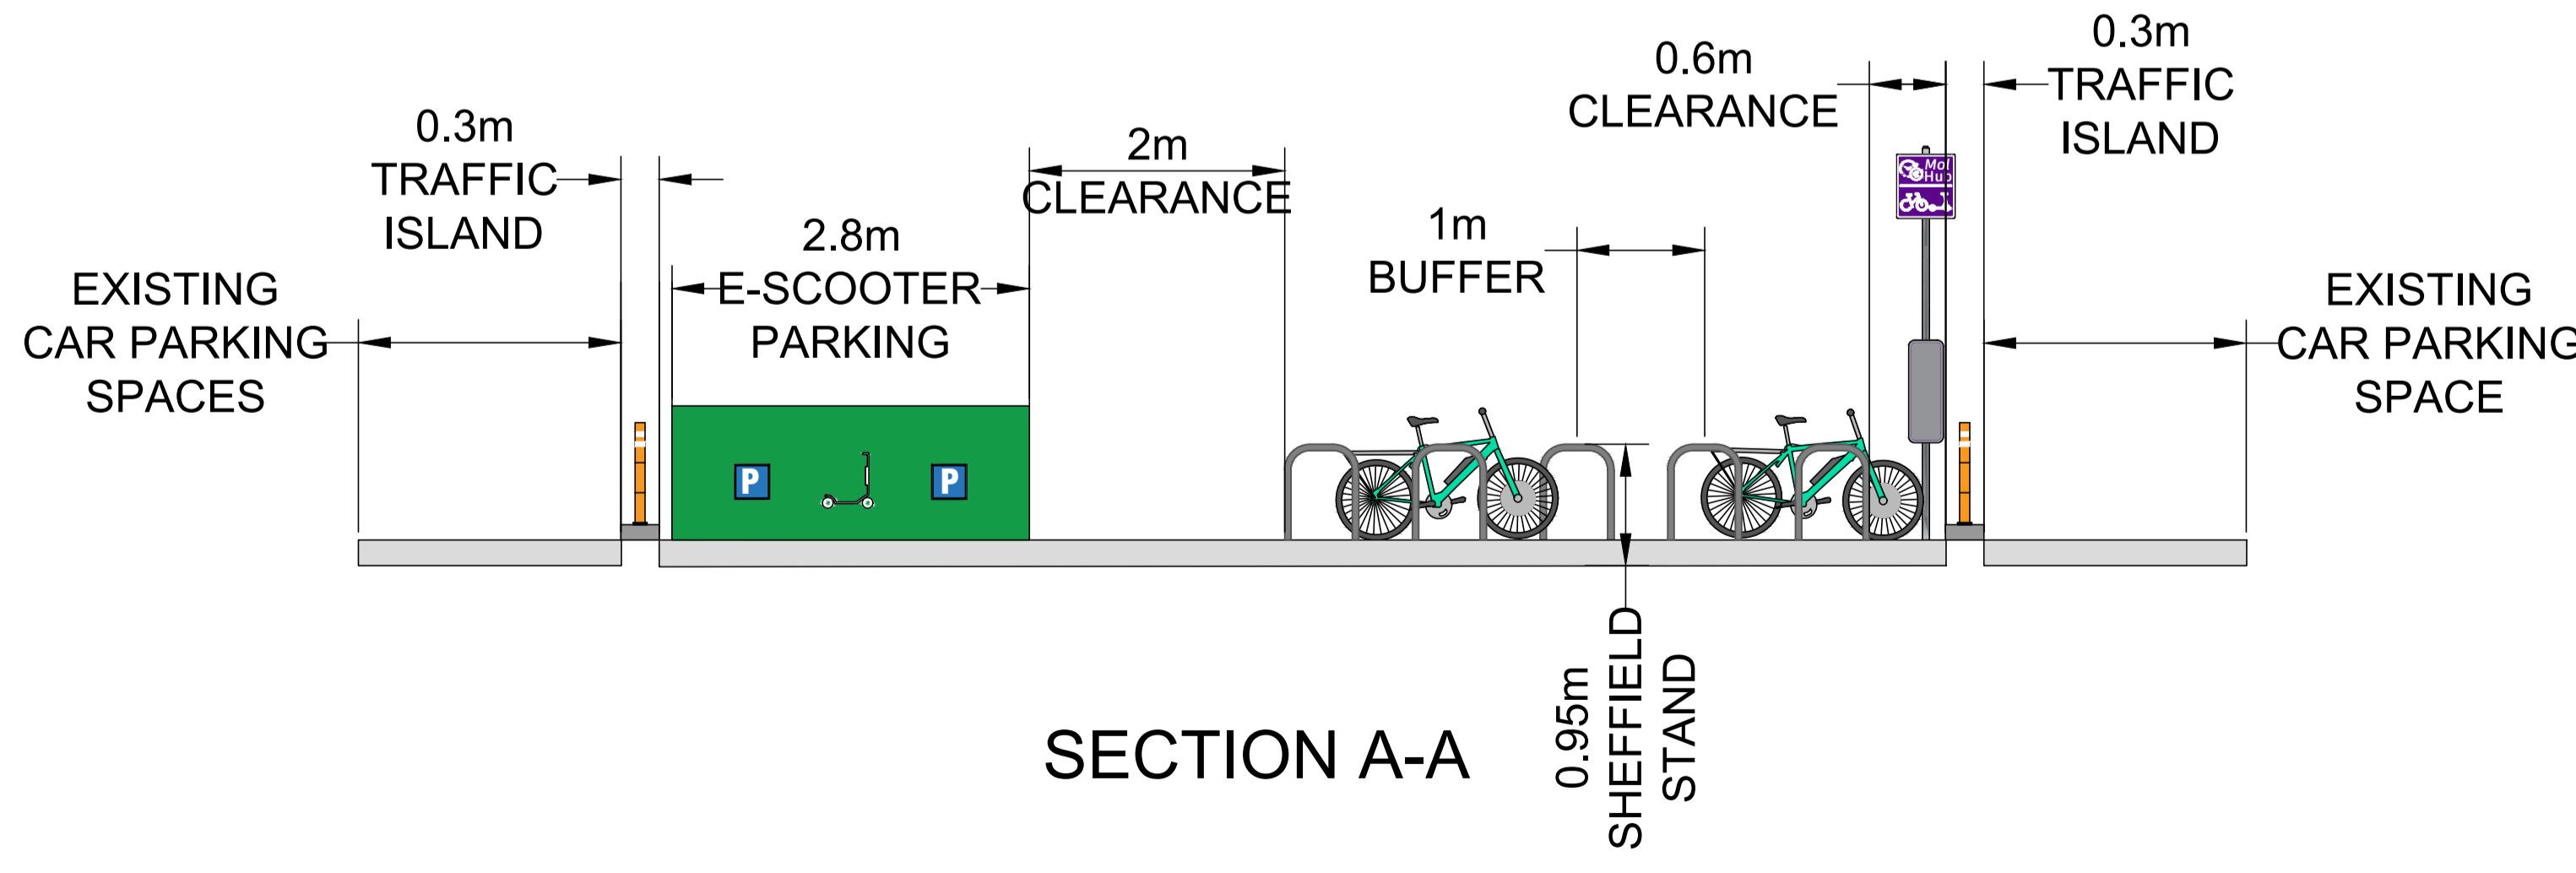 0.3m
TRAFFIC
ISLAND
0.6m
CLEARANCE
0.3m
TRAFFIC
ISLAND
2m
CLEARANCE
2.8m
E-SCOOTER
PARKING
1m
BUFFER
EXISTING
CAR PARKING
SPACES
EXISTING
CAR PARKING
SPACE
P
P
0.95m
SHEFFIELD
STAND
SECTION A-A